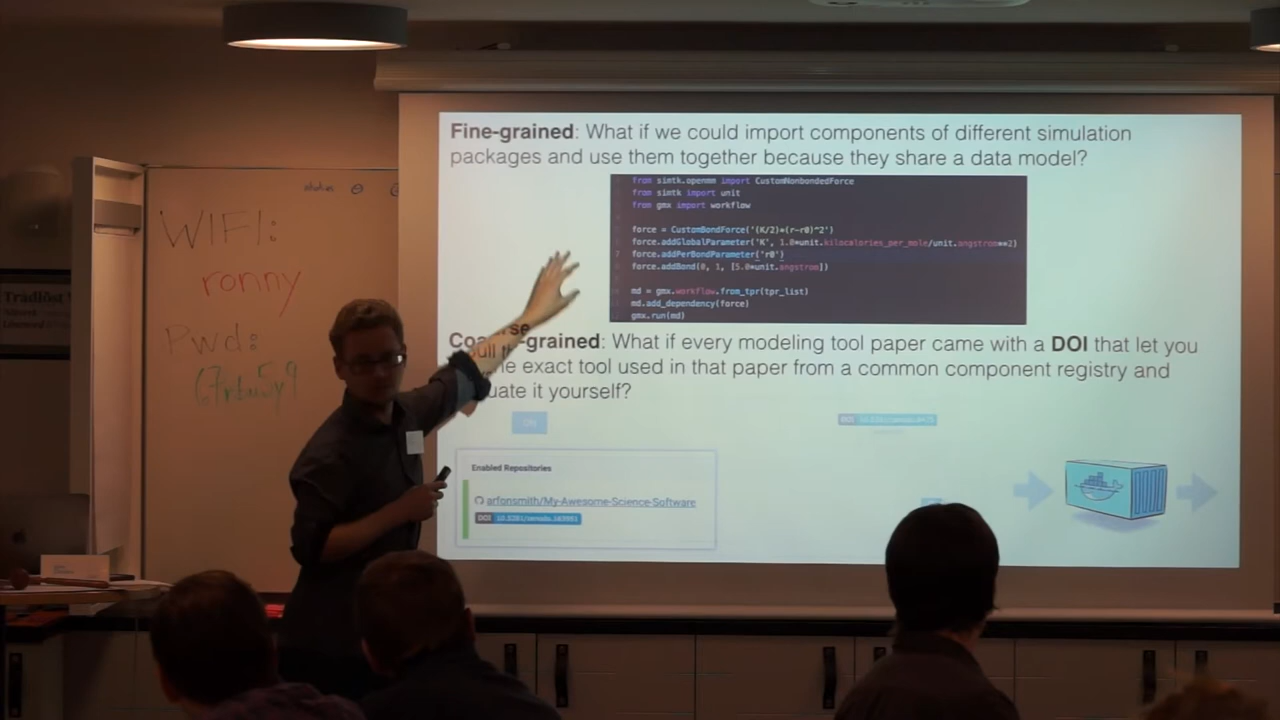 Fine-grained: What if we could import components of different simulation
packages and use them together because they share a data model?
from simtk.openmm import CustomNonbondedForce
from simtk import unit
from gmx import workflow
force = CustomBondForce('(K/2)*(r-r0)^2')
force.addGlobalParameter('K', 1.0*unit.kilocalories_per_mole/unit.angstrom**2)
7 force.addPerBondParameter('r0')
force.addBond(0, 1, [5.0*unit.angstrom])
md = gmx.workflow.from_tpr(tpr_list)
md.add_dependency(force)
gmx.run(md)
-grained: What if every modeling tool paper came with a DOI that let you
exact tool used in that paper from a common component registry and
it yourself?
ON
DOI
Enabled Repositories
arfonsmith/My-Awesome-Science-Software
DOI
WIFI:
ronny
Pwd:
Trådlöst